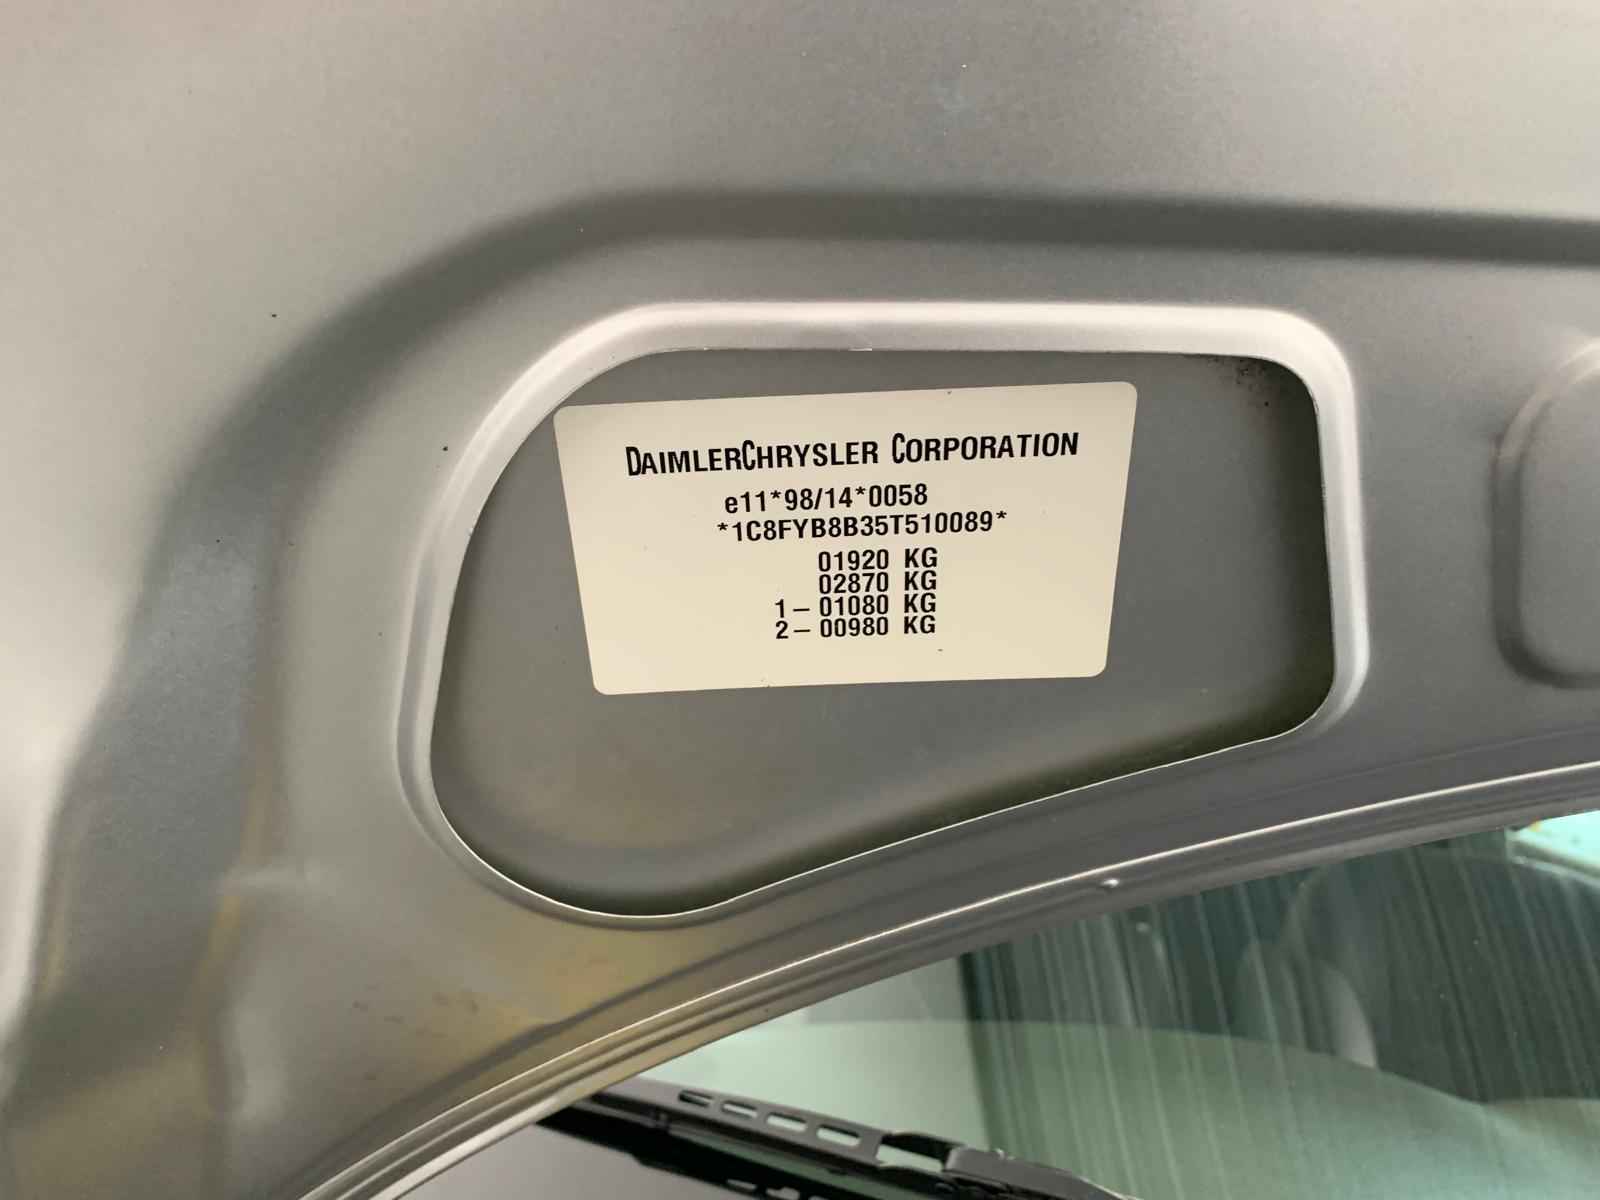 DaimlerChrysler Corporation
e11*98/14*0058
*1C8FYB8B35T510089*
01920 KG
02870 KG
1– 01080 KG
2– 00980 KG